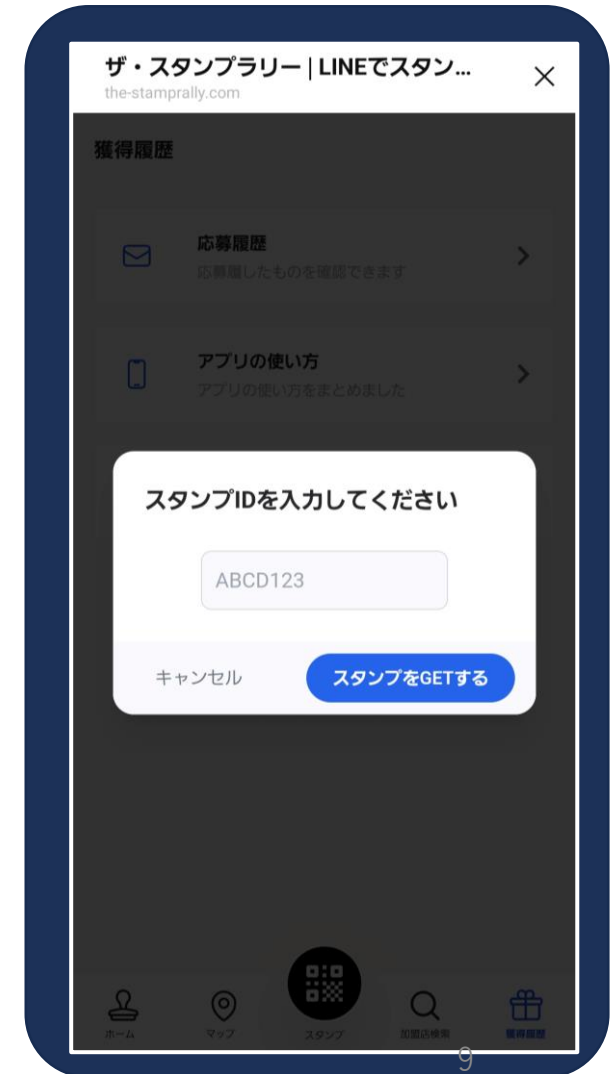 ザ・スタンプラリー | LINEでスタン...
the-stamprally.com
獲得履歴
応募履歴
応募履したものを確認できます
アプリの使い方
アプリの使い方をまとめました
スタンプIDを入力してください
ABCD123
キャンセル
スタンプをGETする
ホーム
マップ
スタンプ
加盟店検索
獲得履歴
9